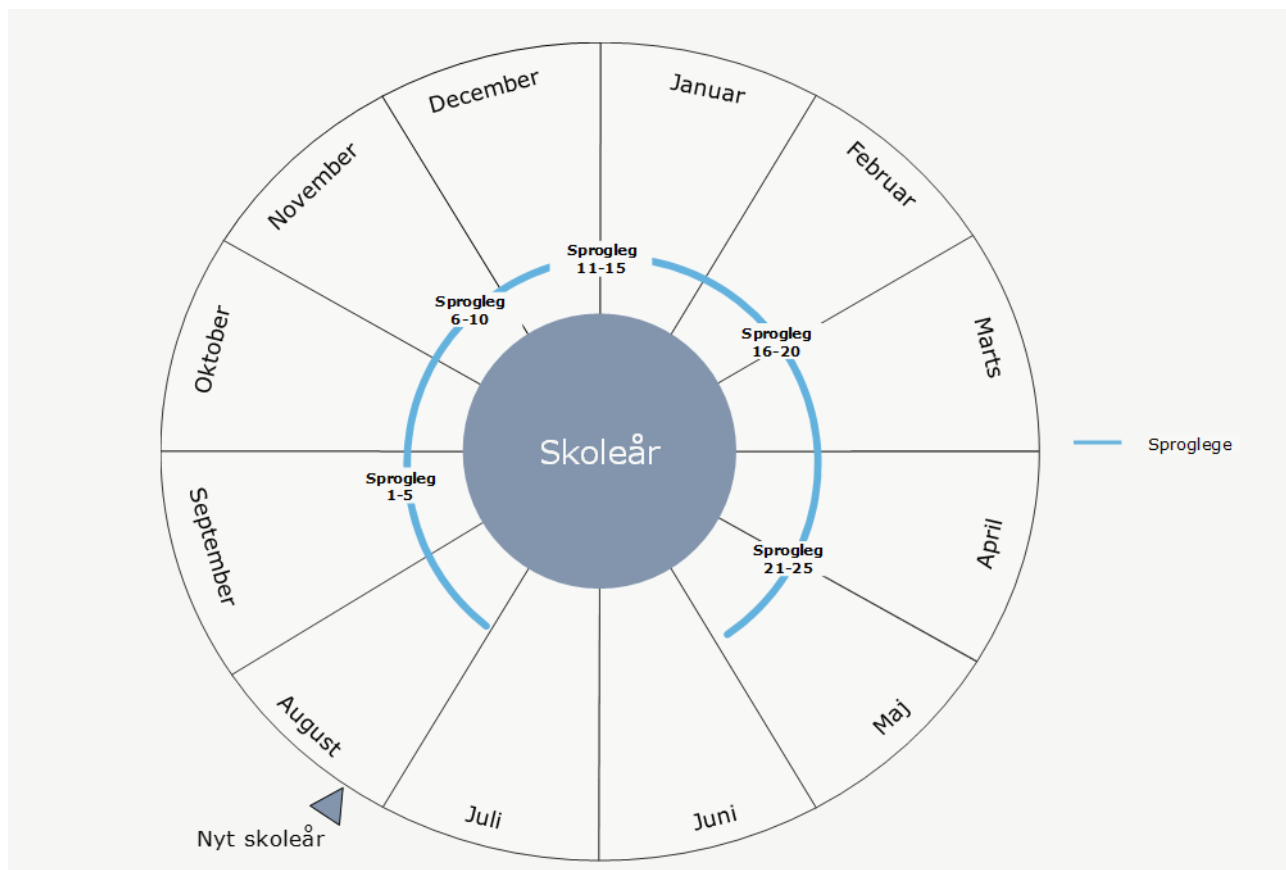 December
Januar
November
Februar
Sprogleg
11-15
Sprogleg
6-10
Oktober
Sprogleg
16-20
Marts
Skoleår
Sproglege
Sprogleg
1-5
September
April
Sprogleg
21-25
August
Maj
Juli
Juni
Nyt skoleår